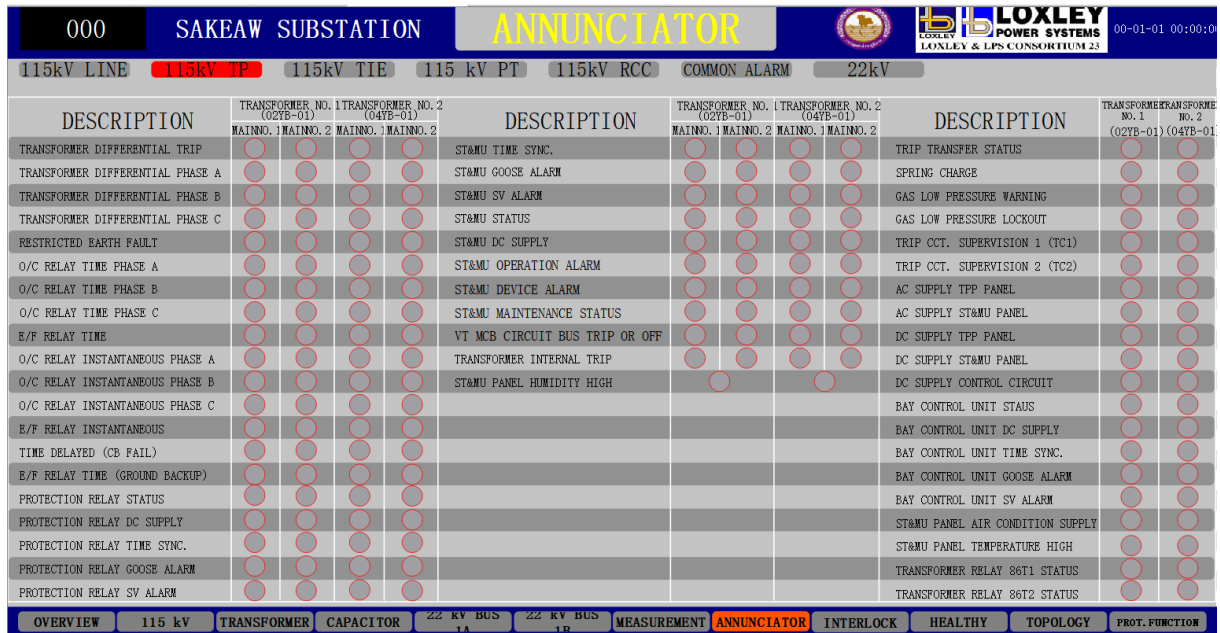 000 SAKEAW SUBSTATION ANNUNCIATOR LOXLEY LOXLEY POWER SYSTEMS LOXLEY & LPS CONSORTIUM 23 00-01-01 00:00:00
115kV LINE 115kV TP 115kV TIE 115 kV PT 115kV RCC COMMON ALARM 22kV
DESCRIPTION
TRANSFORMER NO. 1 TRANSFORMER NO. 2
(02YB-01) (04YB-01)
MAINNO. 1 MAINNO. 2 MAINNO. 1 MAINNO. 2
TRANSFORMER DIFFERENTIAL TRIP
TRANSFORMER DIFFERENTIAL PHASE A
TRANSFORMER DIFFERENTIAL PHASE B
TRANSFORMER DIFFERENTIAL PHASE C
RESTRICTED EARTH FAULT
O/C RELAY TIME PHASE A
O/C RELAY TIME PHASE B
O/C RELAY TIME PHASE C
E/F RELAY TIME
O/C RELAY INSTANTANEOUS PHASE A
O/C RELAY INSTANTANEOUS PHASE B
O/C RELAY INSTANTANEOUS PHASE C
E/F RELAY INSTANTANEOUS
TIME DELAYED (CB FAIL)
E/F RELAY TIME (GROUND BACKUP)
PROTECTION RELAY STATUS
PROTECTION RELAY DC SUPPLY
PROTECTION RELAY TIME SYNC.
PROTECTION RELAY GOOSE ALARM
PROTECTION RELAY SV ALARM
DESCRIPTION
TRANSFORMER NO. 1 TRANSFORMER NO. 2
(02YB-01) (04YB-01)
MAINNO. 1 MAINNO. 2 MAINNO. 1 MAINNO. 2
ST&MU TIME SYNC.
ST&MU GOOSE ALARM
ST&MU SV ALARM
ST&MU STATUS
ST&MU DC SUPPLY
ST&MU OPERATION ALARM
ST&MU DEVICE ALARM
ST&MU MAINTENANCE STATUS
VT MCB CIRCUIT BUS TRIP OR OFF
TRANSFORMER INTERNAL TRIP
ST&MU PANEL HUMIDITY HIGH
DESCRIPTION
TRANSFORMER TRANSFORMER
NO. 1 NO. 2
(02YB-01) (04YB-01)
TRIP TRANSFER STATUS
SPRING CHARGE
GAS LOW PRESSURE WARNING
GAS LOW PRESSURE LOCKOUT
TRIP CCT. SUPERVISION 1 (TC1)
TRIP CCT. SUPERVISION 2 (TC2)
AC SUPPLY TPP PANEL
AC SUPPLY ST&MU PANEL
DC SUPPLY TPP PANEL
DC SUPPLY ST&MU PANEL
DC SUPPLY CONTROL CIRCUIT
BAY CONTROL UNIT STAUS
BAY CONTROL UNIT DC SUPPLY
BAY CONTROL UNIT TIME SYNC.
BAY CONTROL UNIT GOOSE ALARM
BAY CONTROL UNIT SV ALARM
ST&MU PANEL AIR CONDITION SUPPLY
ST&MU PANEL TEMPERATURE HIGH
TRANSFORMER RELAY 86T1 STATUS
TRANSFORMER RELAY 86T2 STATUS
OVERVIEW 115 kV TRANSFORMER CAPACITOR 22 kV BUS 1A 22 kV BUS 1B MEASUREMENT ANNUNCIATOR INTERLOCK HEALTHY TOPOLOGY PROT.FUNCTION